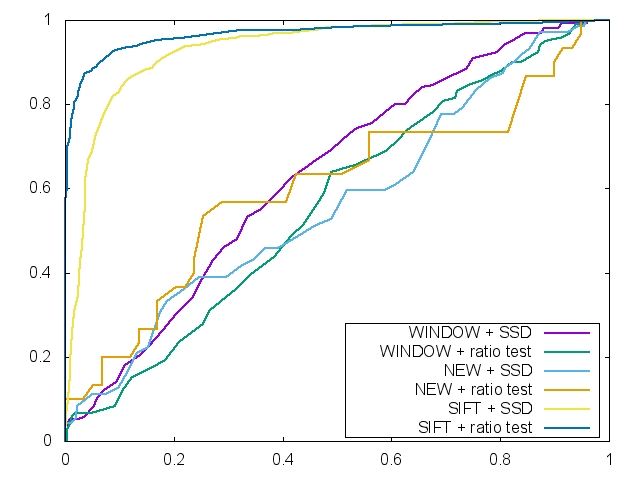 1
0.8
0.6
0.4
0.2
0
0 0.2 0.4 0.6 0.8 1
WINDOW + SSD
WINDOW + ratio test
NEW + SSD
NEW + ratio test
SIFT + SSD
SIFT + ratio test